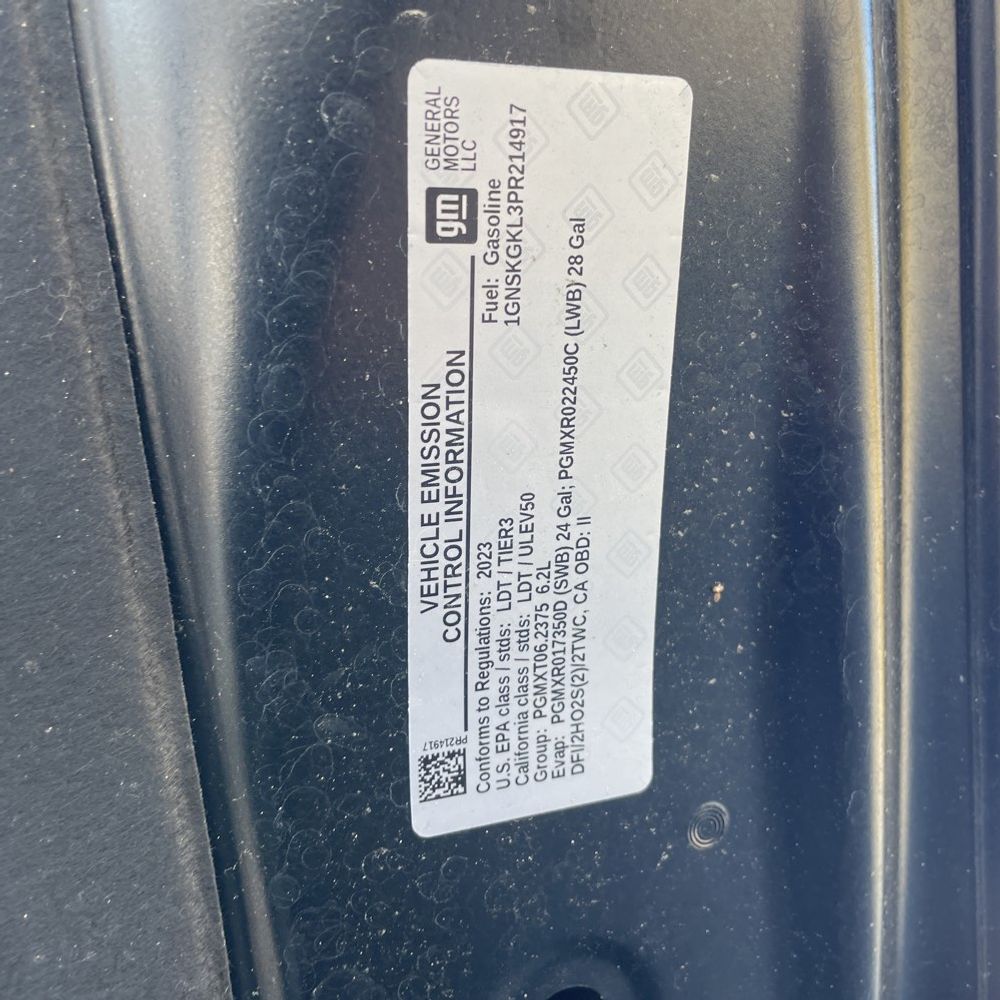 VEHICLE EMISSION
CONTROL INFORMATION
gm
GENERAL
MOTORS
LLC
PR214917
Conforms to Regulations: 2023
Fuel: Gasoline
U.S. EPA class / stds: LDT / TIER3
1GNSKGKL3PR214917
California class / stds: LDT / ULEV50
Group: PGMXT06.2375 6.2L
Evap: PGMXR017350D (SWB) 24 Gal; PGMXR022450C (LWB) 28 Gal
DFI/2HO2S(2)/2TWC, CA OBD: II